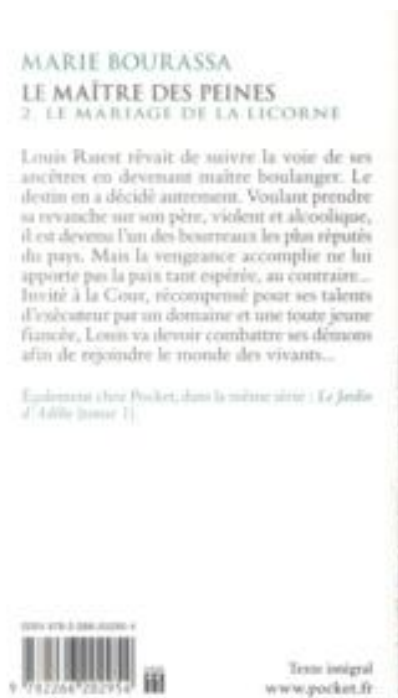 MARIE BOURASSA
LE MAÎTRE DES PEINES
2. LE MARIAGE DE LA LICORNE
Louis Ruest rêvait de suivre la voie de ses
ancêtres en devenant maître boulanger. Le
destin en a décidé autrement. Voulant prendre
sa revanche sur son père, violent et alcoolique,
il est devenu l'un des bourreaux les plus réputés
du pays. Mais la vengeance accomplie ne lui
apporte pas la paix tant espérée, au contraire...
Invité à la Cour, récompensé pour ses talents
d'exécuteur par un domaine et une toute jeune
fiancée, Louis va devoir combattre ses démons
afin de rejoindre le monde des vivants...
Également chez Pocket, dans la même série : Le Jardin
d'Adélie (tome 1)
9 782266 202954
Texte intégral
www.pocket.fr